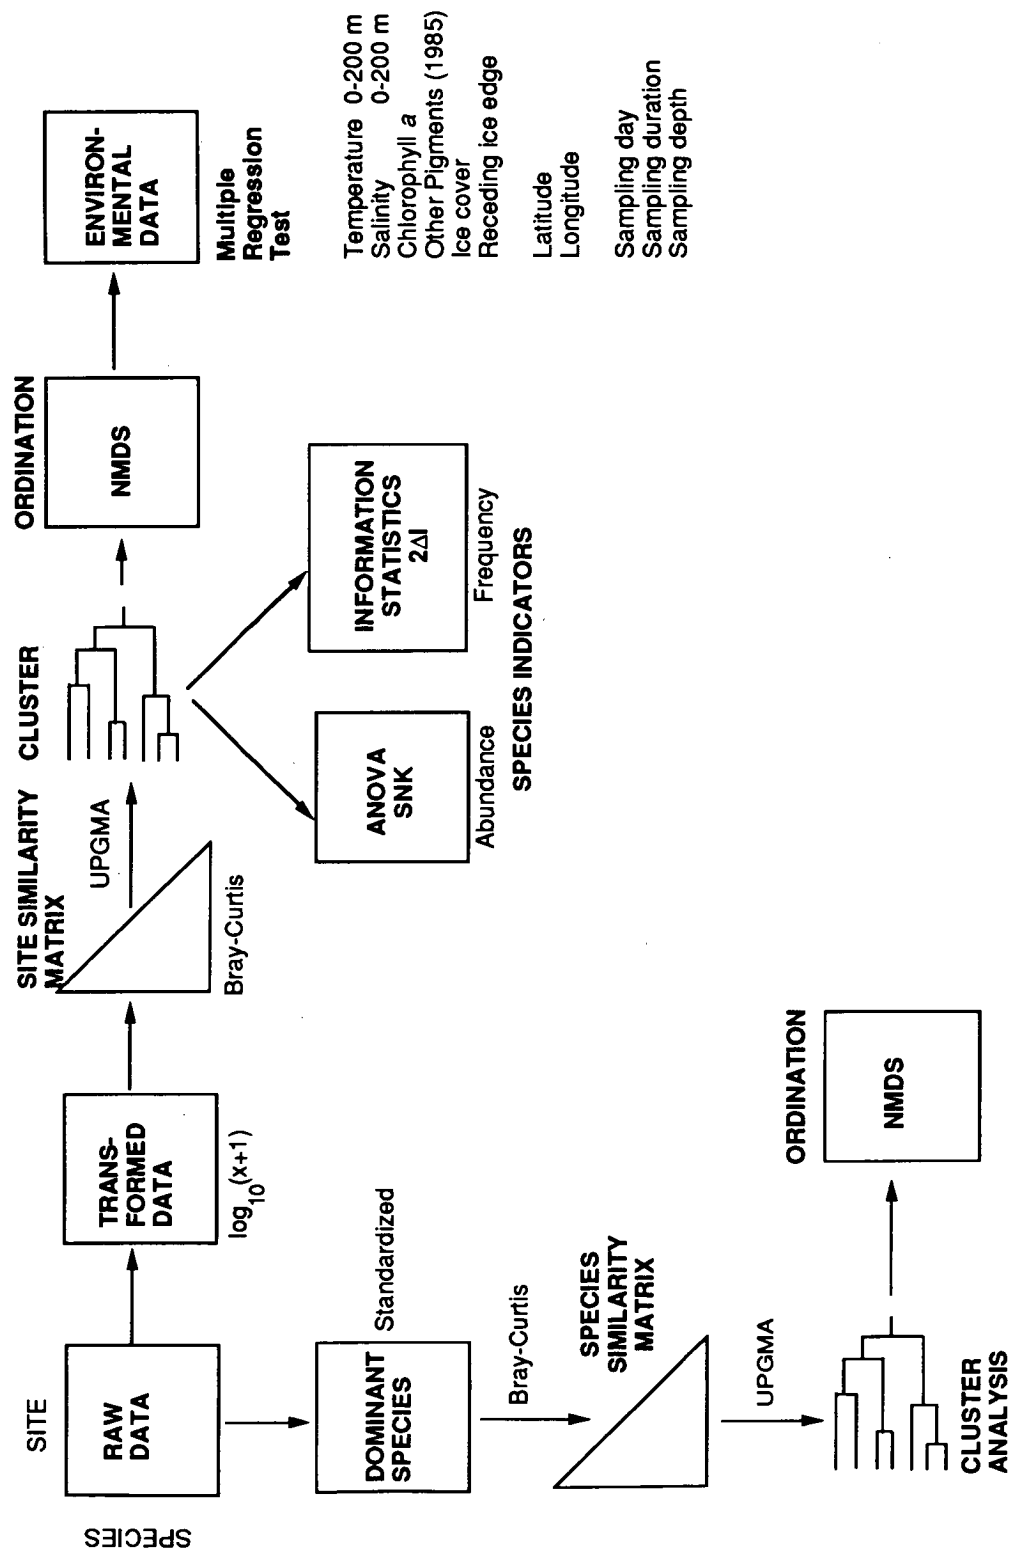 SITE
SPECIES
RAW
DATA
TRANS-
FORMED
DATA
log10(x+1)
SITE SIMILARITY
MATRIX
Bray-Curtis
UPGMA
CLUSTER
ORDINATION
NMDS
ENVIRON-
MENTAL
DATA
Multiple
Regression
Test
Temperature 0-200 m
Salinity 0-200 m
Chlorophyll a
Other Pigments (1985)
Ice cover
Receding ice edge
Latitude
Longitude
Sampling day
Sampling duration
Sampling depth
ANOVA
SNK
Abundance
INFORMATION
STATISTICS
2ΔI
Frequency
SPECIES INDICATORS
DOMINANT
SPECIES
Standardized
Bray-Curtis
SPECIES
SIMILARITY
MATRIX
UPGMA
CLUSTER
ANALYSIS
ORDINATION
NMDS